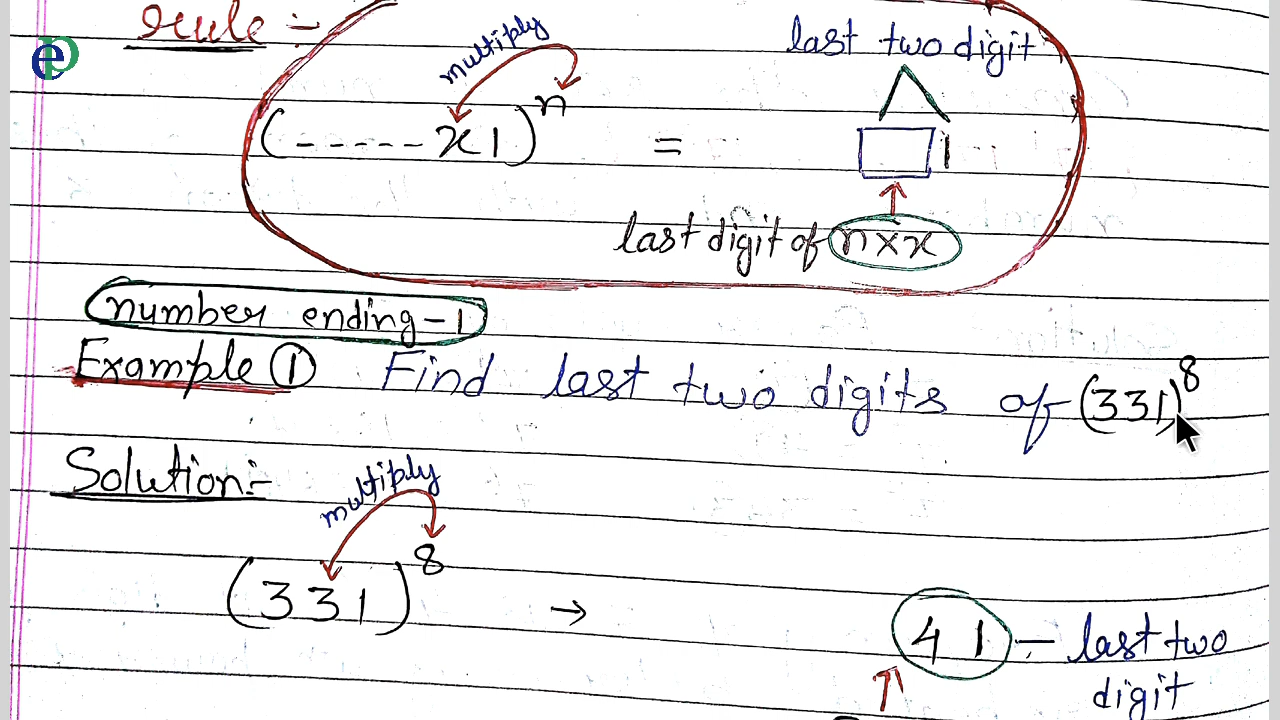 ep
rule :-
multiply
last two digit
(-----x1)^n = □1
last digit of n×x
number ending-1
Example ① Find last two digits of (331)^8
Solution:-
multiply
(331)^8 → 41 - last two
digit